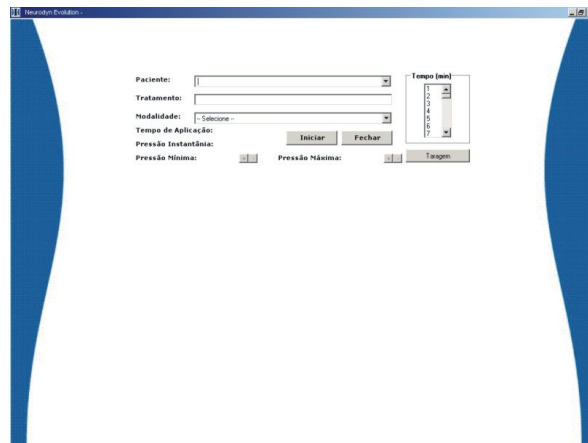 Neurodyn Evolution -
Paciente:
Tempo (min)
1
2
3
4
5
6
7
Tratamento:
Modalidade: -- Selecione --
Tempo de Aplicação:
Iniciar Fechar
Pressão Instantânia:
Pressão Mínima: Pressão Máxima: Taragem